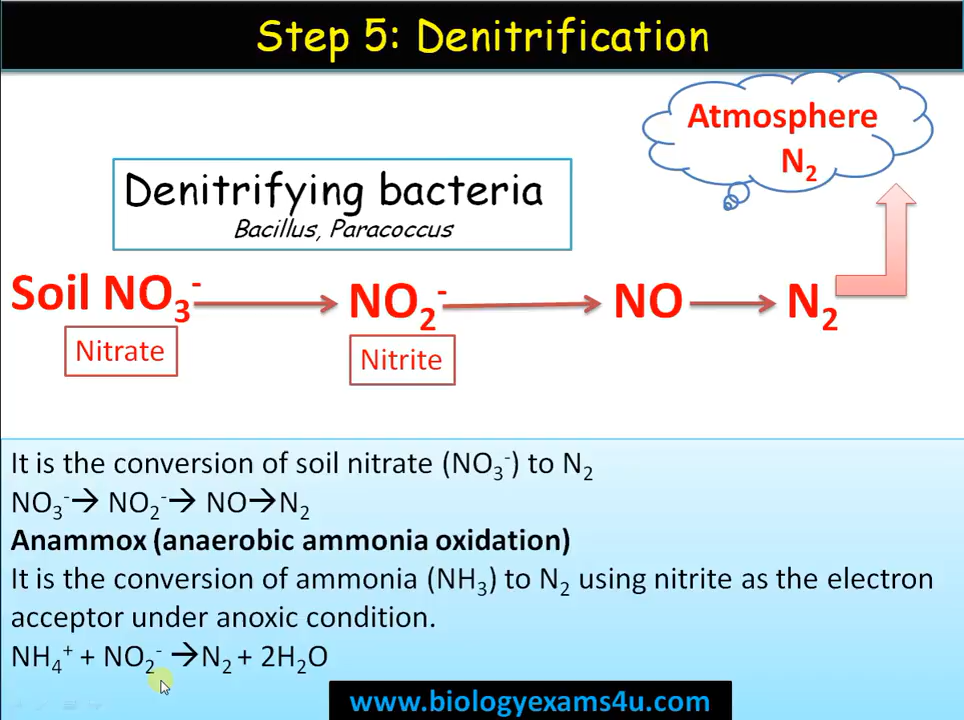 Step 5: Denitrification
Atmosphere
N₂
Denitrifying bacteria
Bacillus, Paracoccus
Soil NO₃⁻ → NO₂⁻ → NO → N₂
Nitrate
Nitrite
It is the conversion of soil nitrate (NO₃⁻) to N₂
NO₃⁻→ NO₂⁻→ NO→N₂
Anammox (anaerobic ammonia oxidation)
It is the conversion of ammonia (NH₃) to N₂ using nitrite as the electron
acceptor under anoxic condition.
NH₄⁺ + NO₂⁻ →N₂ + 2H₂O
www.biologyexams4u.com